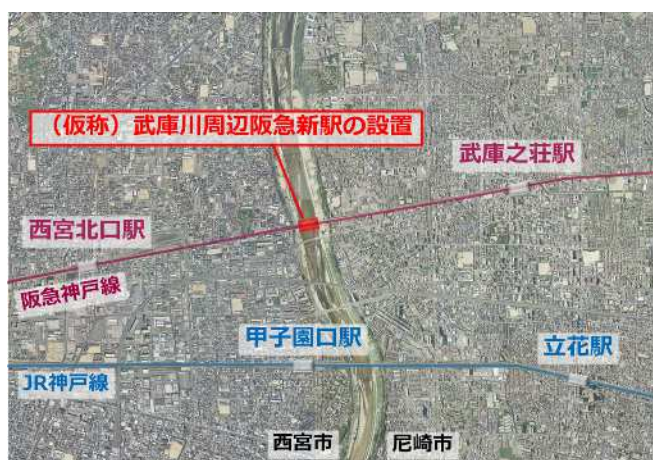 （仮称）武庫川周辺阪急新駅の設置
武庫之荘駅
西宮北口駅
阪急神戸線
甲子園口駅
立花駅
JR神戸線
西宮市
尼崎市